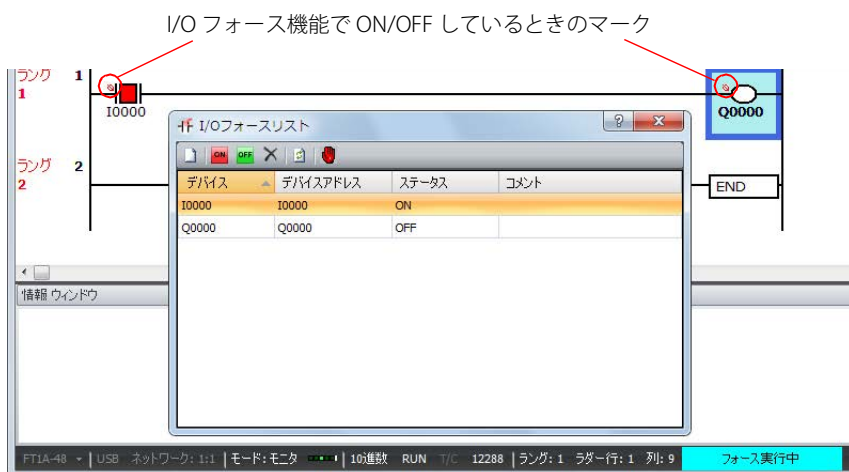 I/O フォース機能で ON/OFF しているときのマーク
ラング 1
1
I0000
Q0000
I/Oフォースリスト
ON OFF
デバイス デバイスアドレス ステータス コメント
I0000 I0000 ON
Q0000 Q0000 OFF
ラング 2
2
END
情報 ウィンドウ
FT1A-48 USB ネットワーク: 1:1 モード: モニタ 10進数 RUN T/C 12288 ラング: 1 ラダー行: 1 列: 9 フォース実行中